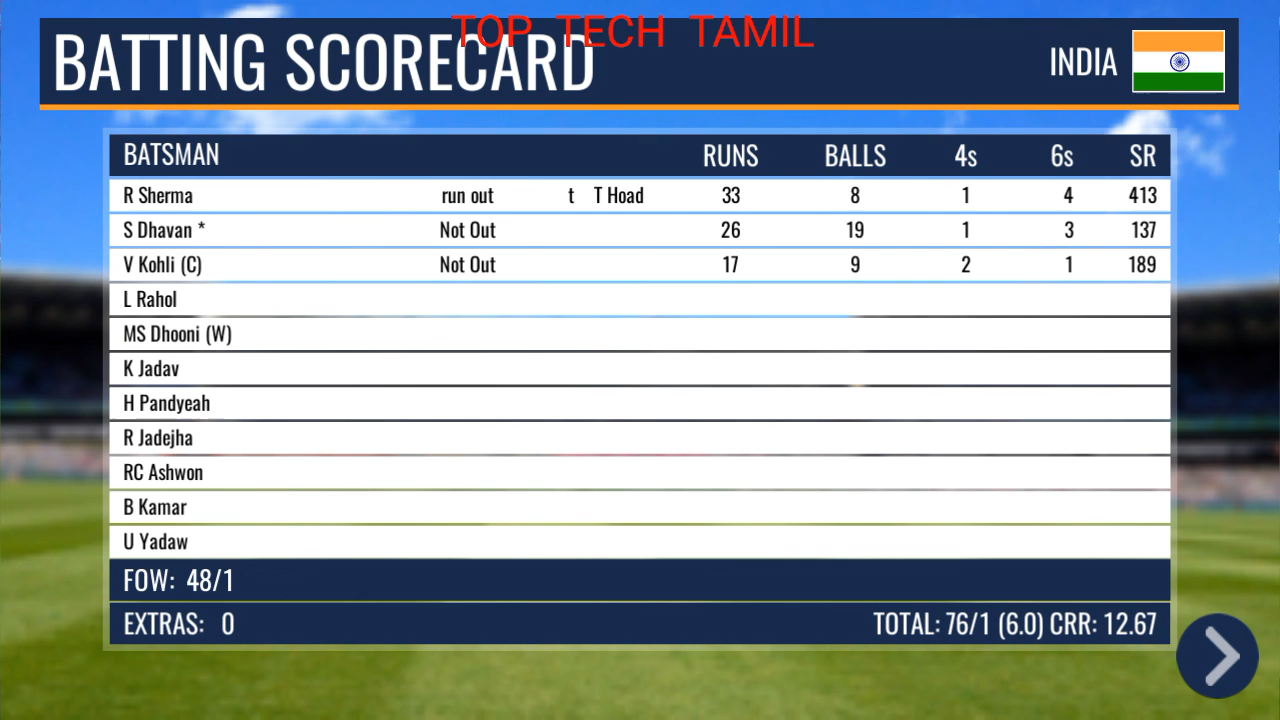 TOP TECH TAMIL
BATTING SCORECARD INDIA
BATSMAN RUNS BALLS 4s 6s SR
R Sherma run out t T Hoad 33 8 1 4 413
S Dhavan * Not Out 26 19 1 3 137
V Kohli (C) Not Out 17 9 2 1 189
L Rahol
MS Dhooni (W)
K Jadav
H Pandyeah
R Jadejha
RC Ashwon
B Kamar
U Yadaw
FOW: 48/1
EXTRAS: 0 TOTAL: 76/1 (6.0) CRR: 12.67